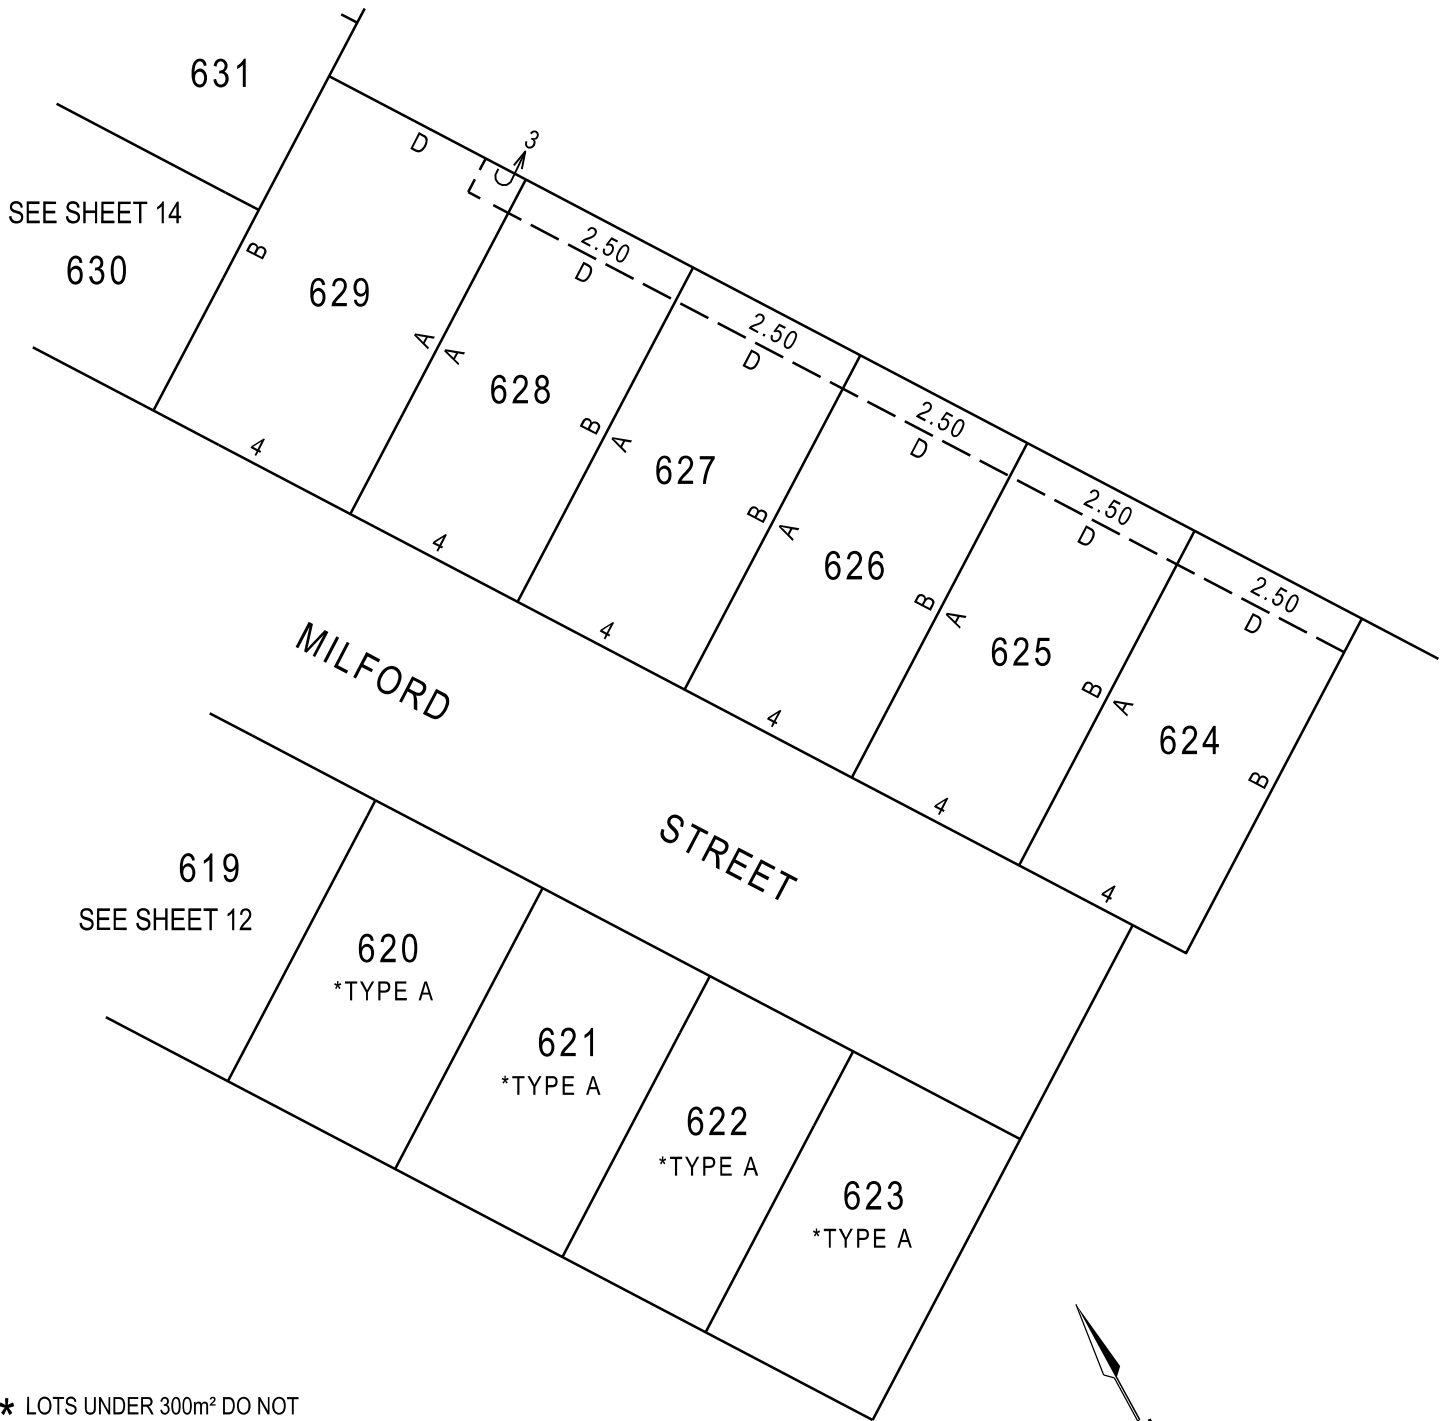 631
D
3
SEE SHEET 14
630
B
629
A
A
2.50
D
628
B
A
2.50
D
627
B
A
2.50
D
626
B
A
2.50
D
625
B
A
2.50
D
624
B
4
4
4
4
4
4
MILFORD
STREET
619
SEE SHEET 12
620
*TYPE A
621
*TYPE A
622
*TYPE A
623
*TYPE A
* LOTS UNDER 300m² DO NOT